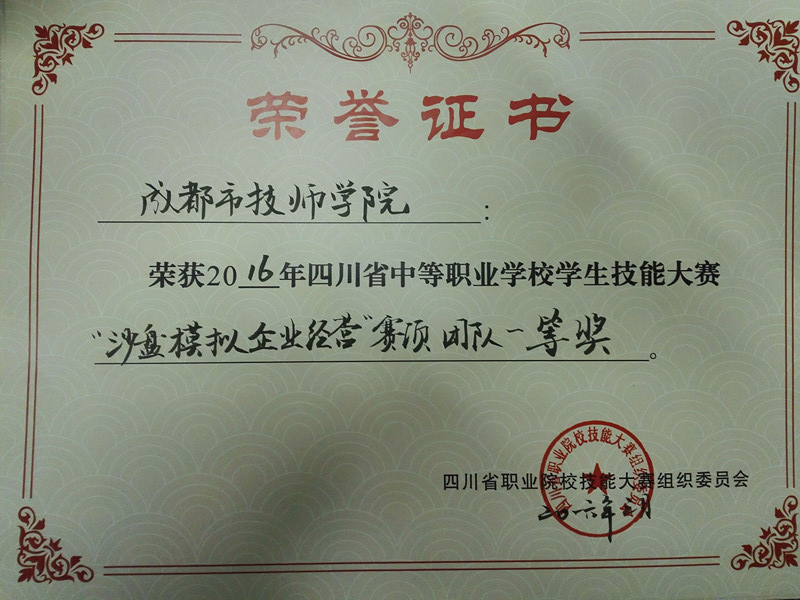 荣誉证书
成都市技师学院：
荣获2016年四川省中等职业学校学生技能大赛
“沙盘模拟企业经营”赛项团队一等奖。
四川省职业院校技能大赛组织委员会
二〇一六年 月